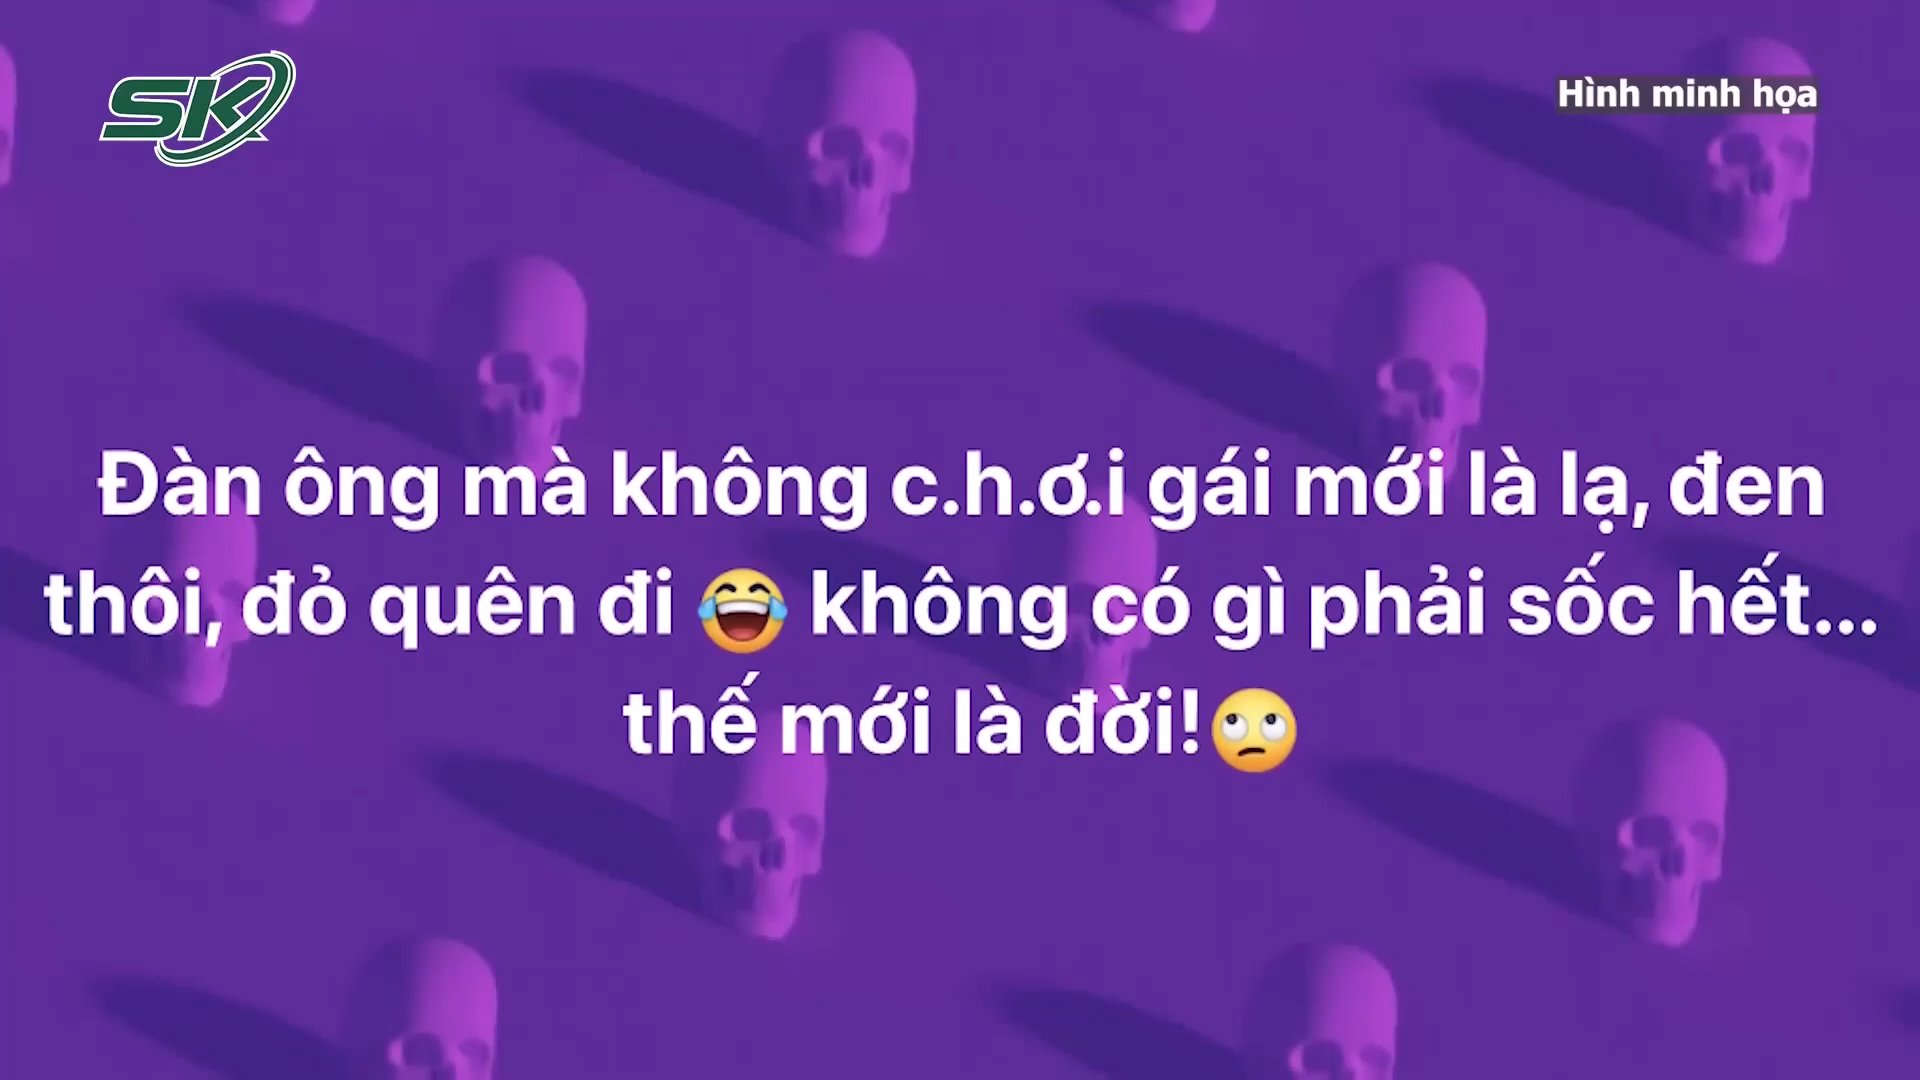 SK
Hình minh họa
Đàn ông mà không c.h.ơ.i gái mới là lạ, đen
thôi, đỏ quên đi 😂 không có gì phải sốc hết...
thế mới là đời!🙄